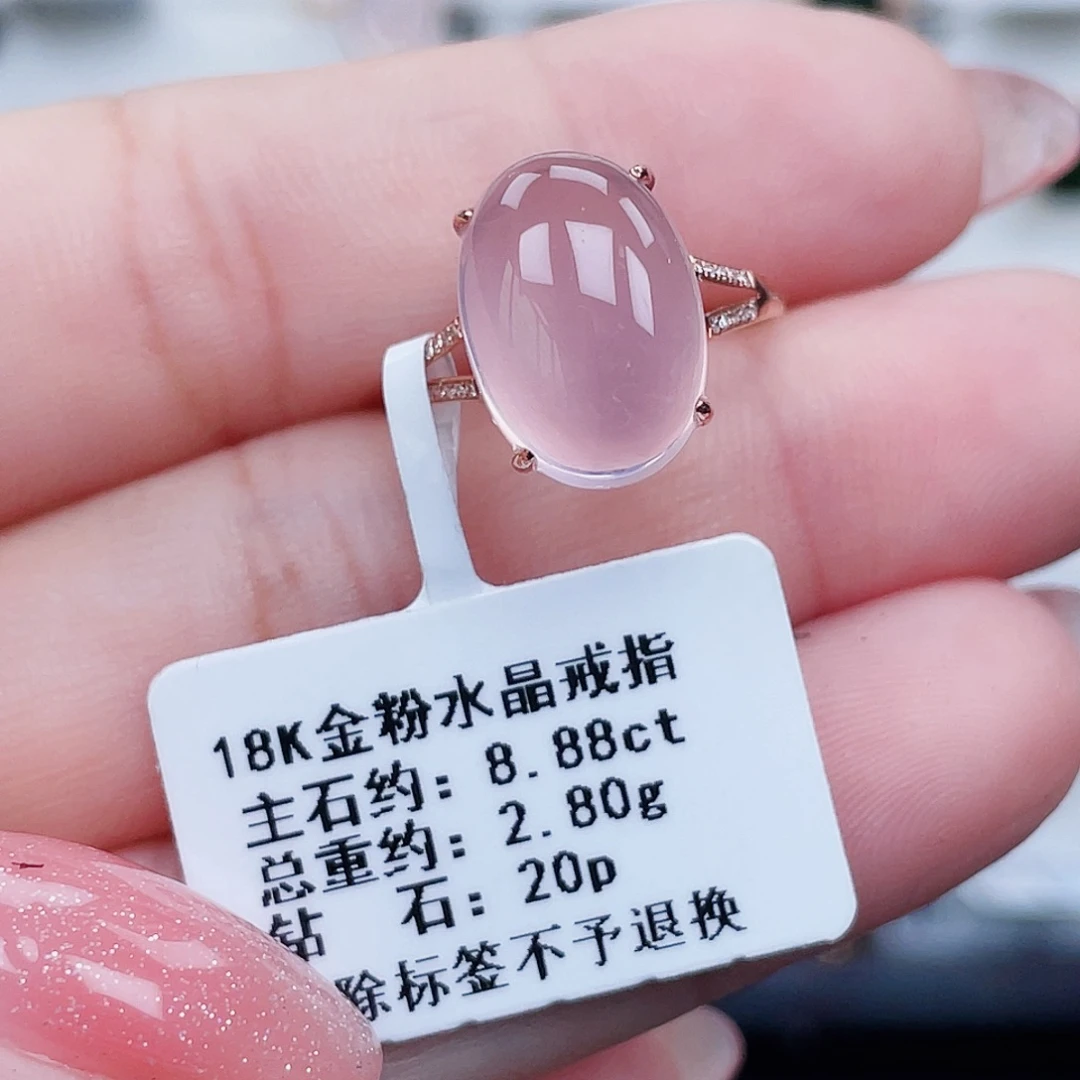 18K金粉水晶戒指
主石约: 8.88ct
总重约: 2.80g
钻 石: 20p
除标签不予退换